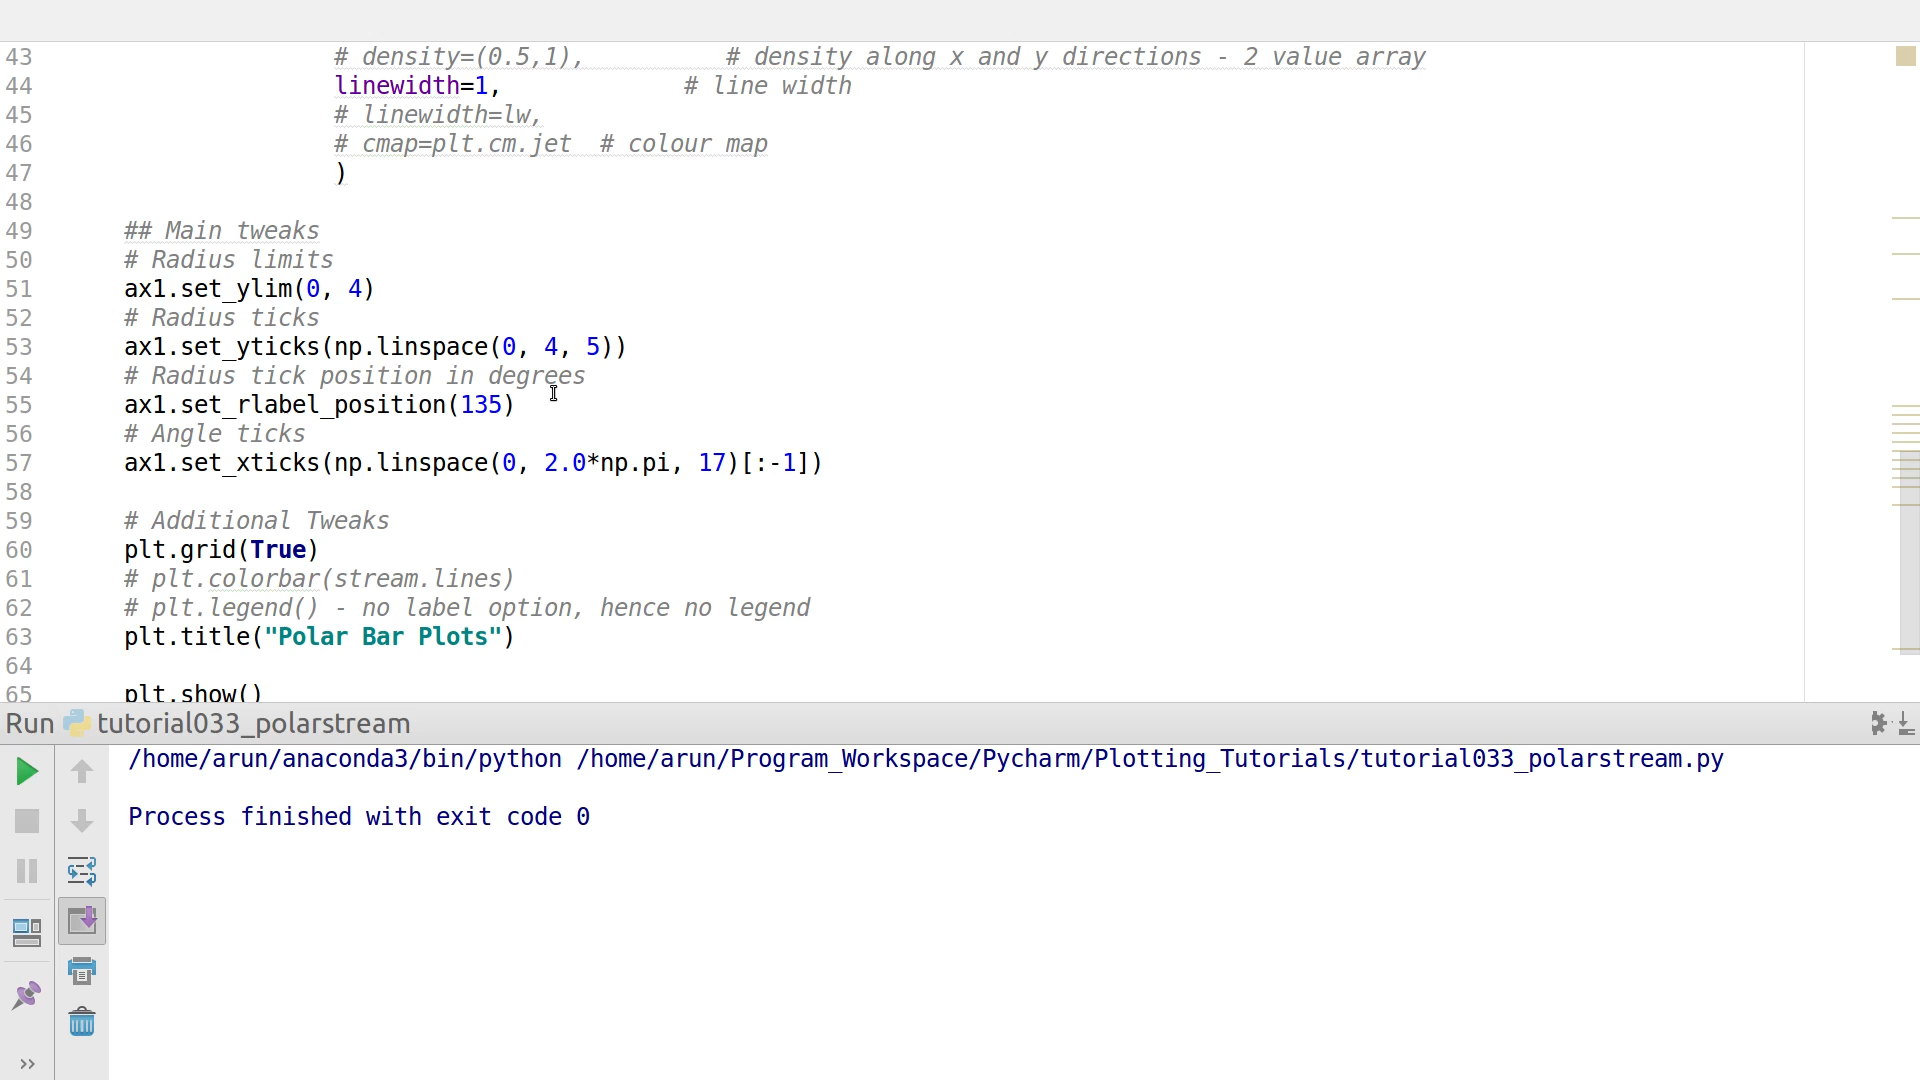 43 # density=(0.5,1), # density along x and y directions - 2 value array
44 linewidth=1, # line width
45 # linewidth=lw,
46 # cmap=plt.cm.jet # colour map
47 )
48
49 ## Main tweaks
50 # Radius limits
51 ax1.set_ylim(0, 4)
52 # Radius ticks
53 ax1.set_yticks(np.linspace(0, 4, 5))
54 # Radius tick position in degrees
55 ax1.set_rlabel_position(135)
56 # Angle ticks
57 ax1.set_xticks(np.linspace(0, 2.0*np.pi, 17)[:-1])
58
59 # Additional Tweaks
60 plt.grid(True)
61 # plt.colorbar(stream.lines)
62 # plt.legend() - no label option, hence no legend
63 plt.title("Polar Bar Plots")
64
65 plt.show()
Run tutorial033_polarstream
/home/arun/anaconda3/bin/python /home/arun/Program_Workspace/Pycharm/Plotting_Tutorials/tutorial033_polarstream.py
Process finished with exit code 0